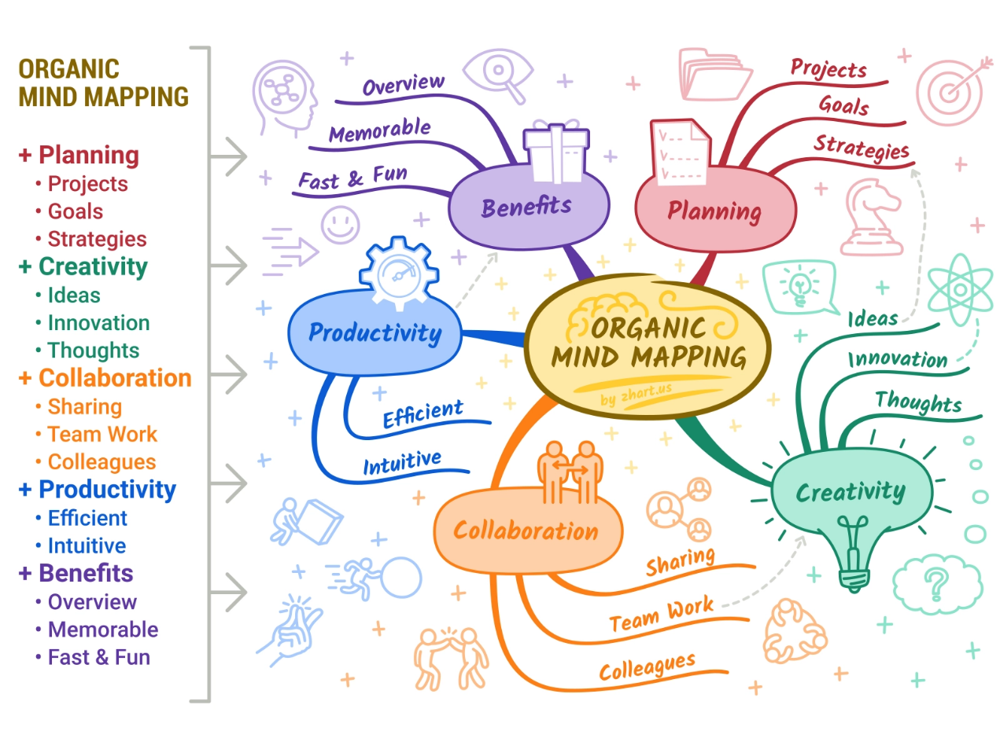 ORGANIC
MIND MAPPING
+ Planning
• Projects
• Goals
• Strategies
+ Creativity
• Ideas
• Innovation
• Thoughts
+ Collaboration
• Sharing
• Team Work
• Colleagues
+ Productivity
• Efficient
• Intuitive
+ Benefits
• Overview
• Memorable
• Fast & Fun
Overview
Memorable
Fast & Fun
Benefits
Projects
Goals
Strategies
Planning
Productivity
Efficient
Intuitive
ORGANIC
MIND MAPPING
by zhart.us
Ideas
Innovation
Thoughts
Creativity
Collaboration
Sharing
Team Work
Colleagues
?